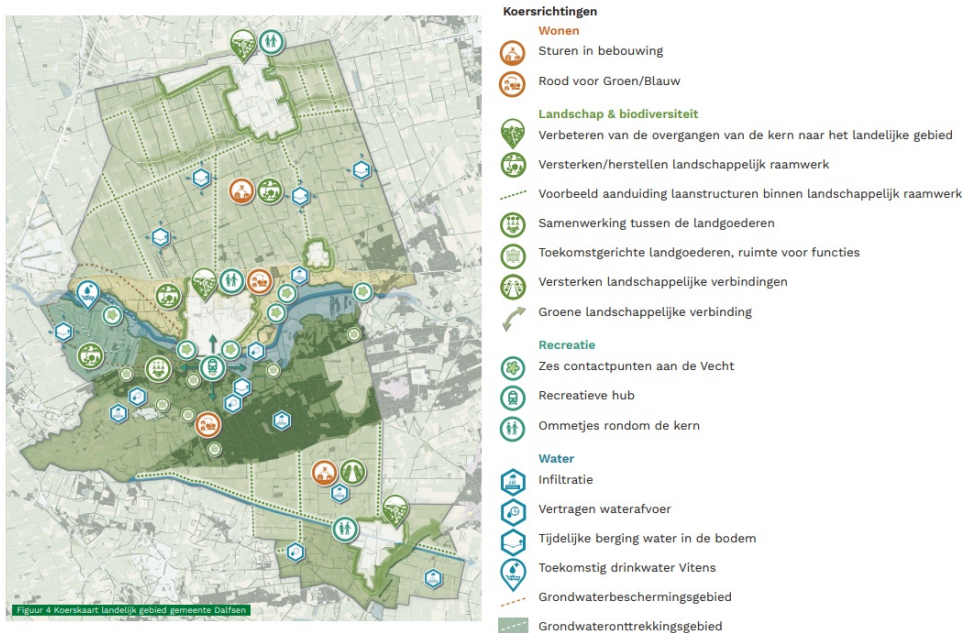 Koersrichtingen
Wonen
Sturen in bebouwing
Rood voor Groen/Blauw
Landschap & biodiversiteit
Verbeteren van de overgangen van de kern naar het landelijke gebied
Versterken/herstellen landschappelijk raamwerk
Voorbeeld aanduiding laanstructuren binnen landschappelijk raamwerk
Samenwerking tussen de landgoederen
Toekomstgerichte landgoederen, ruimte voor functies
Versterken landschappelijke verbindingen
Groene landschappelijke verbinding
Recreatie
Zes contactpunten aan de Vecht
Recreatieve hub
Ommetjes rondom de kern
Water
Infiltratie
Vertragen waterafvoer
Tijdelijke berging water in de bodem
Toekomstig drinkwater Vitens
Grondwaterbeschermingsgebied
Grondwateronttrekkingsgebied
Figuur 4 Koerskaart landelijk gebied gemeente Dalfsen